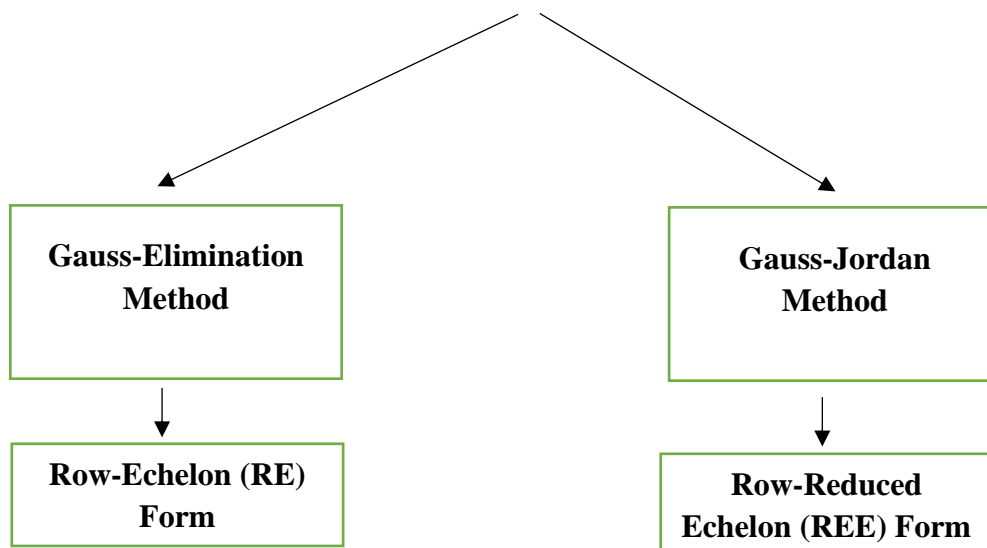 Gauss-Elimination
Method
Gauss-Jordan
Method
Row-Echelon (RE)
Form
Row-Reduced
Echelon (REE) Form